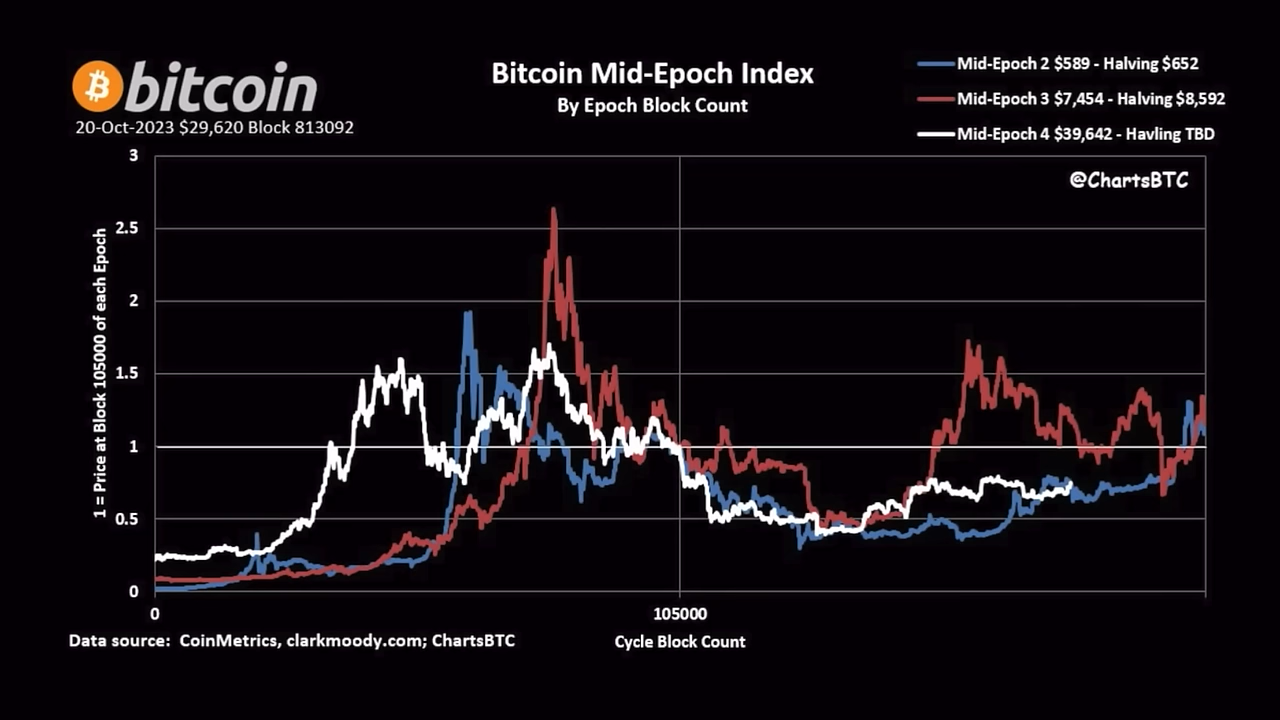 bitcoin
20-Oct-2023 $29,620 Block 813092
Bitcoin Mid-Epoch Index
By Epoch Block Count
Mid-Epoch 2 $589 - Halving $652
Mid-Epoch 3 $7,454 - Halving $8,592
Mid-Epoch 4 $39,642 - Havling TBD
@ChartsBTC
1 = Price at Block 105000 of each Epoch
3
2.5
2
1.5
1
0.5
0
0
105000
Cycle Block Count
Data source: CoinMetrics, clarkmoody.com; ChartsBTC